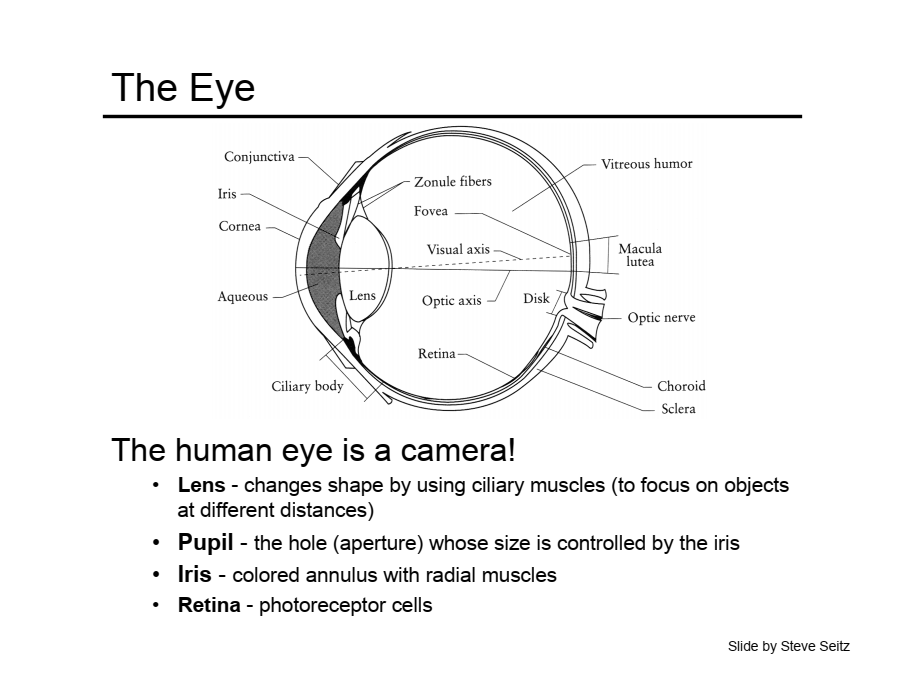 The Eye
Conjunctiva
Vitreous humor
Zonule fibers
Iris
Fovea
Cornea
Visual axis
Macula
lutea
Aqueous
Lens
Optic axis
Disk
Optic nerve
Retina
Ciliary body
Choroid
Sclera
The human eye is a camera!
• Lens - changes shape by using ciliary muscles (to focus on objects
at different distances)
• Pupil - the hole (aperture) whose size is controlled by the iris
• Iris - colored annulus with radial muscles
• Retina - photoreceptor cells
Slide by Steve Seitz